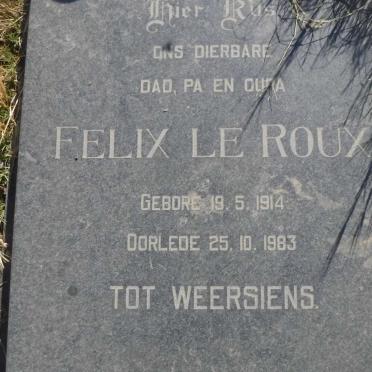 Hier Rus
ONS DIERBARE
DAD, PA EN OUPA
FELIX LE ROUX
GEBORE 19. 5. 1914
OORLEDE 25. 10. 1983
TOT WEERSIENS.